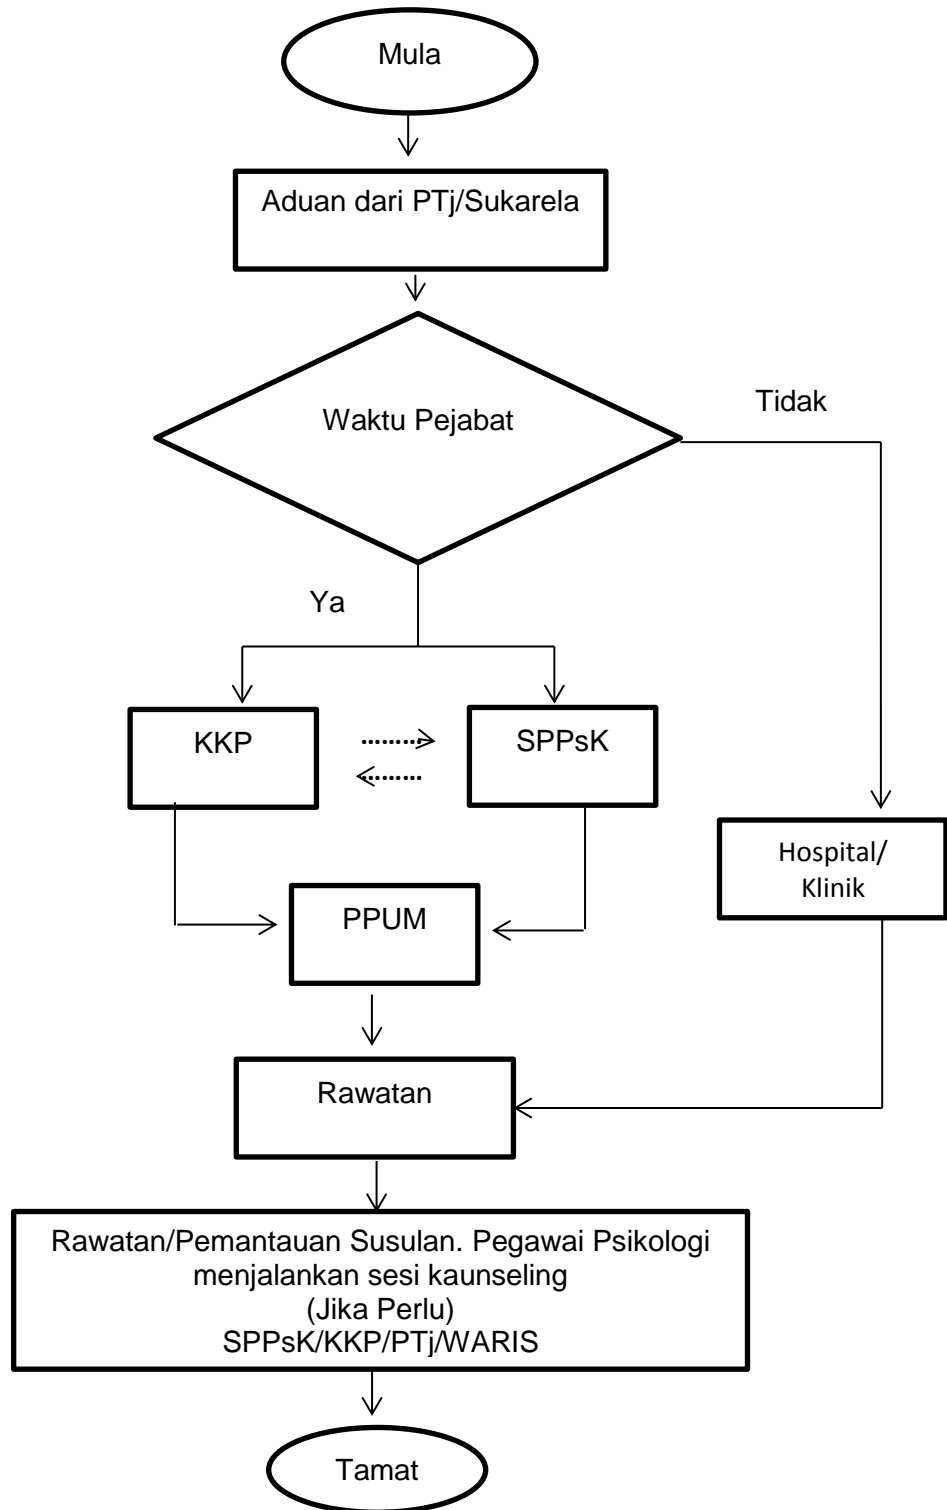 Mula
Aduan dari PTj/Sukarela
Waktu Pejabat
Tidak
Ya
KKP
SPPsK
Hospital/
Klinik
PPUM
Rawatan
Rawatan/Pemantauan Susulan. Pegawai Psikologi
menjalankan sesi kaunseling
(Jika Perlu)
SPPsK/KKP/PTj/WARIS
Tamat